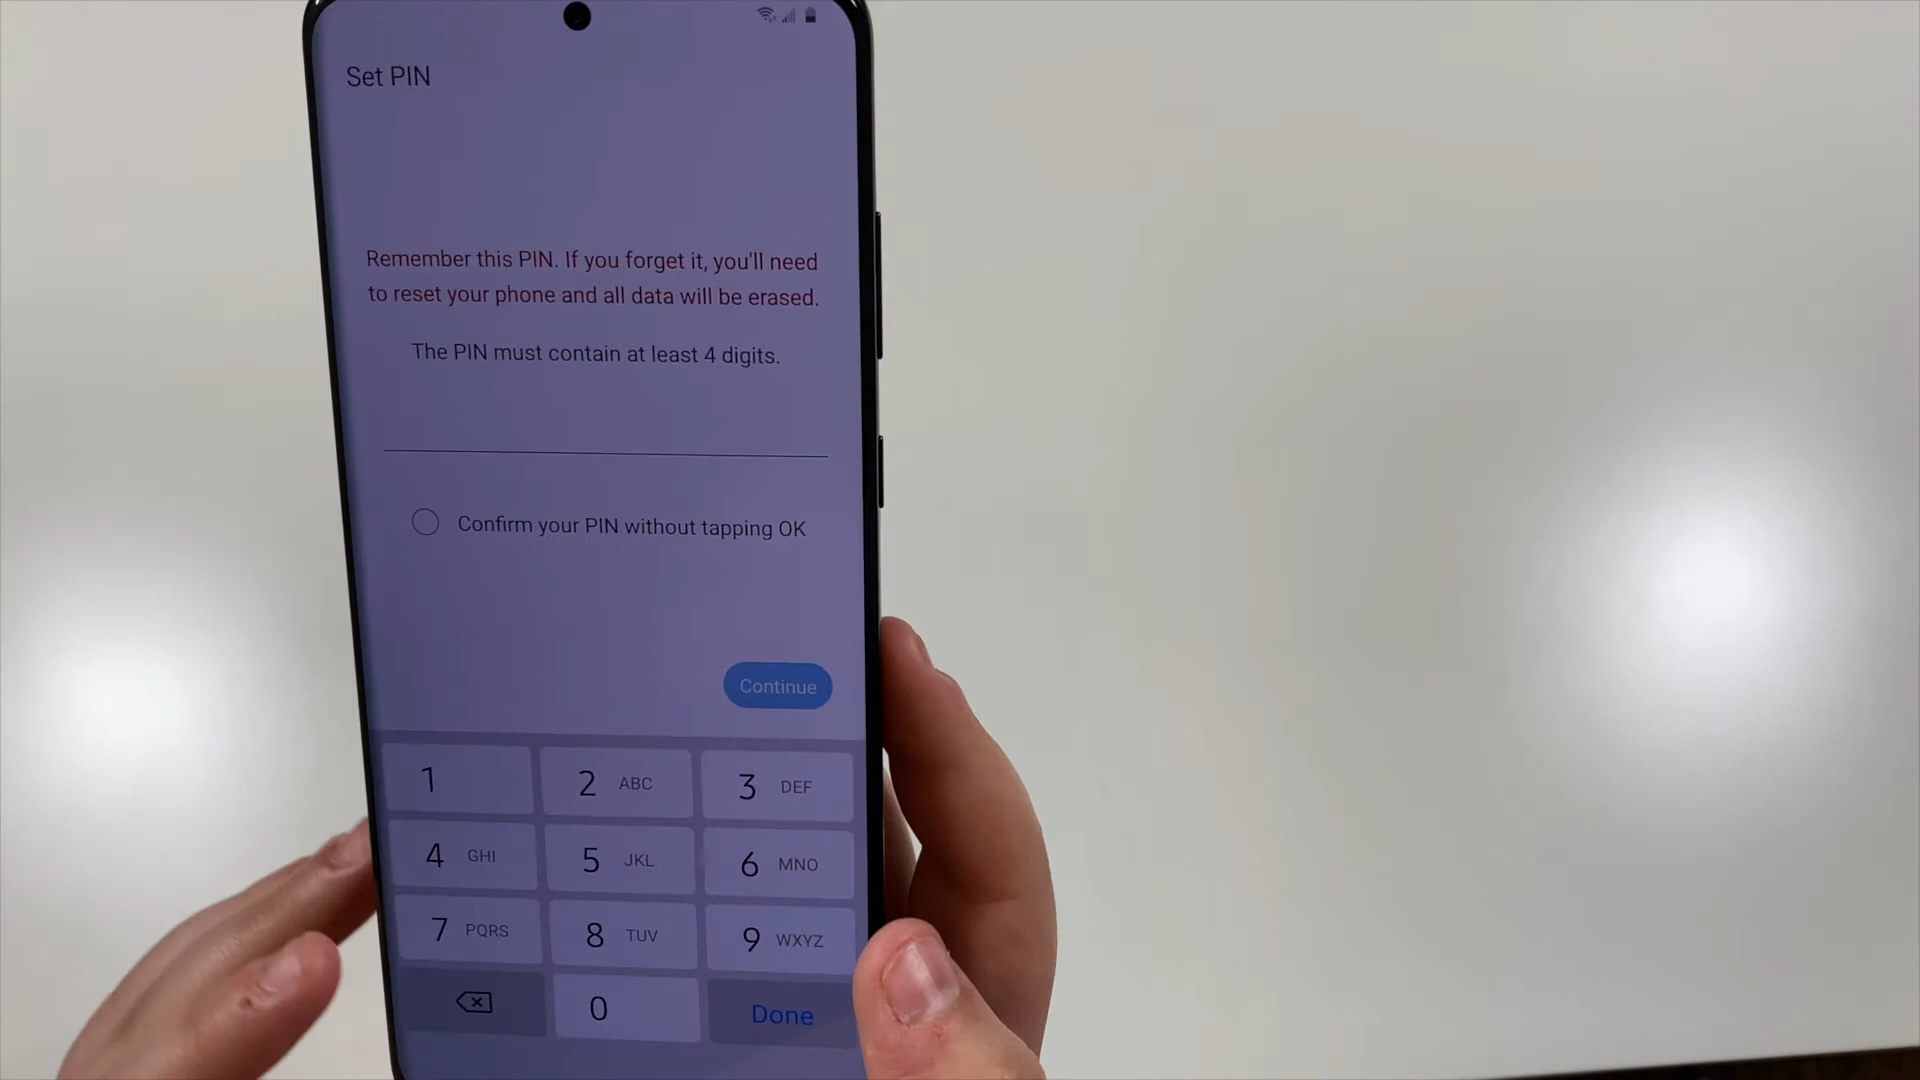 Set PIN
Remember this PIN. If you forget it, you'll need
to reset your phone and all data will be erased.
The PIN must contain at least 4 digits.
Confirm your PIN without tapping OK
Continue
1 2 ABC 3 DEF
4 GHI 5 JKL 6 MNO
7 PQRS 8 TUV 9 WXYZ
0 Done